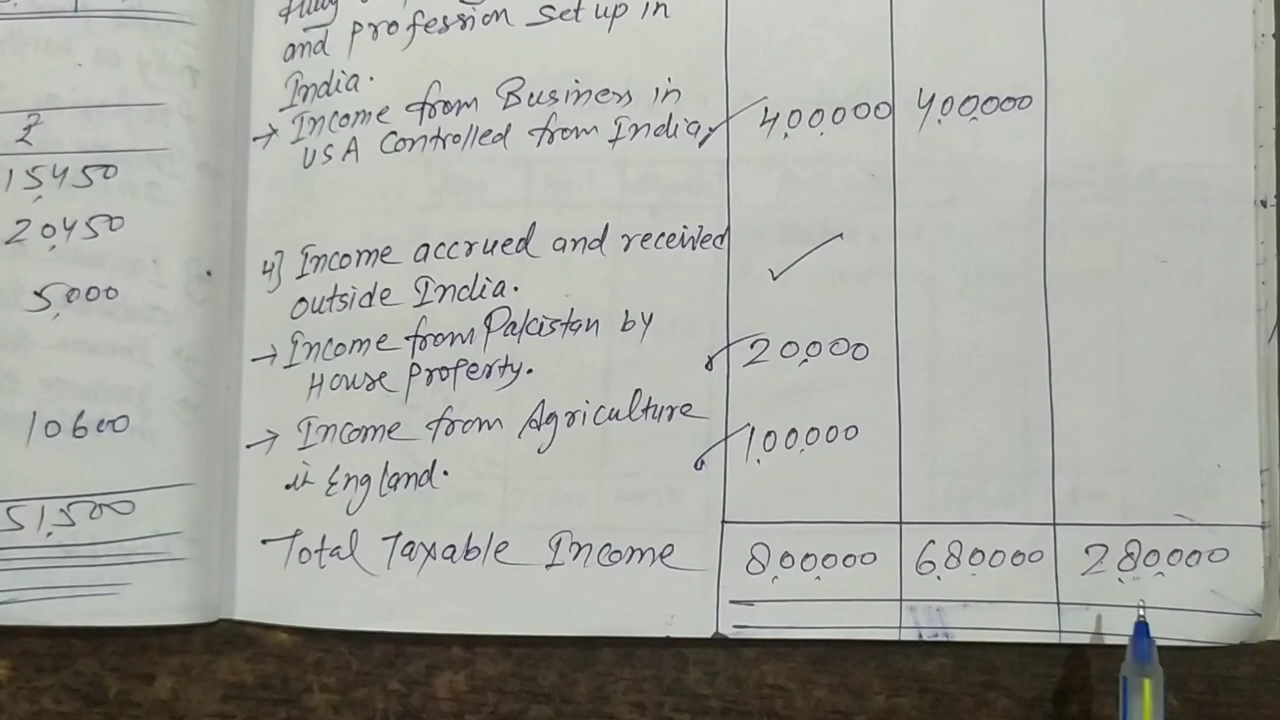 ₹
15,450
20,450
5,000
10600
51,500
and profession set up in
India.
→ Income from Business in
USA Controlled from India, 4,00,000 4,00,000
4) Income accrued and received
outside India.
→ Income from Pakistan by
House Property. 20,000
→ Income from Agriculture
in England. 1,00,000
Total Taxable Income 8,00,000 6,80,000 2,80,000